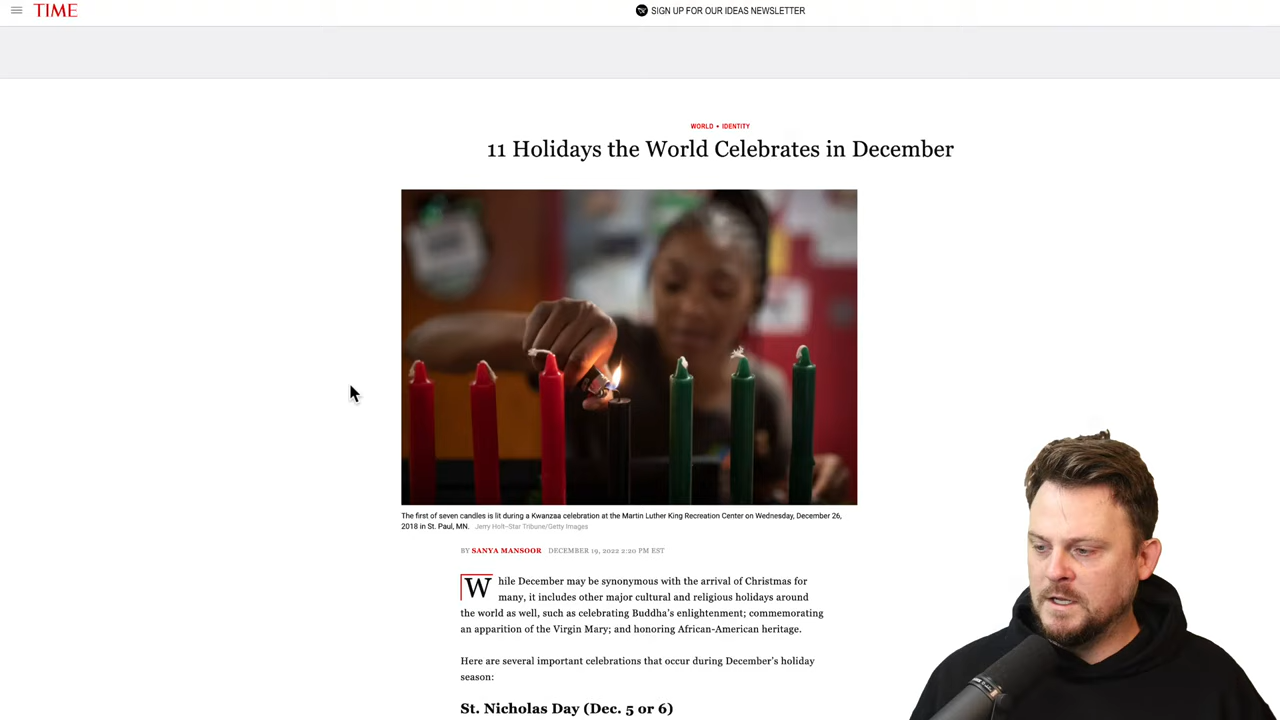 TIME
SIGN UP FOR OUR IDEAS NEWSLETTER
WORLD • IDENTITY
11 Holidays the World Celebrates in December
The first of seven candles is lit during a Kwanzaa celebration at the Martin Luther King Recreation Center on Wednesday, December 26,
2018 in St. Paul, MN. Jerry Holt–Star Tribune/Getty Images
BY SANYA MANSOOR DECEMBER 19, 2022 2:20 PM EST
While December may be synonymous with the arrival of Christmas for
many, it includes other major cultural and religious holidays around
the world as well, such as celebrating Buddha's enlightenment; commemorating
an apparition of the Virgin Mary; and honoring African-American heritage.
Here are several important celebrations that occur during December's holiday
season:
St. Nicholas Day (Dec. 5 or 6)